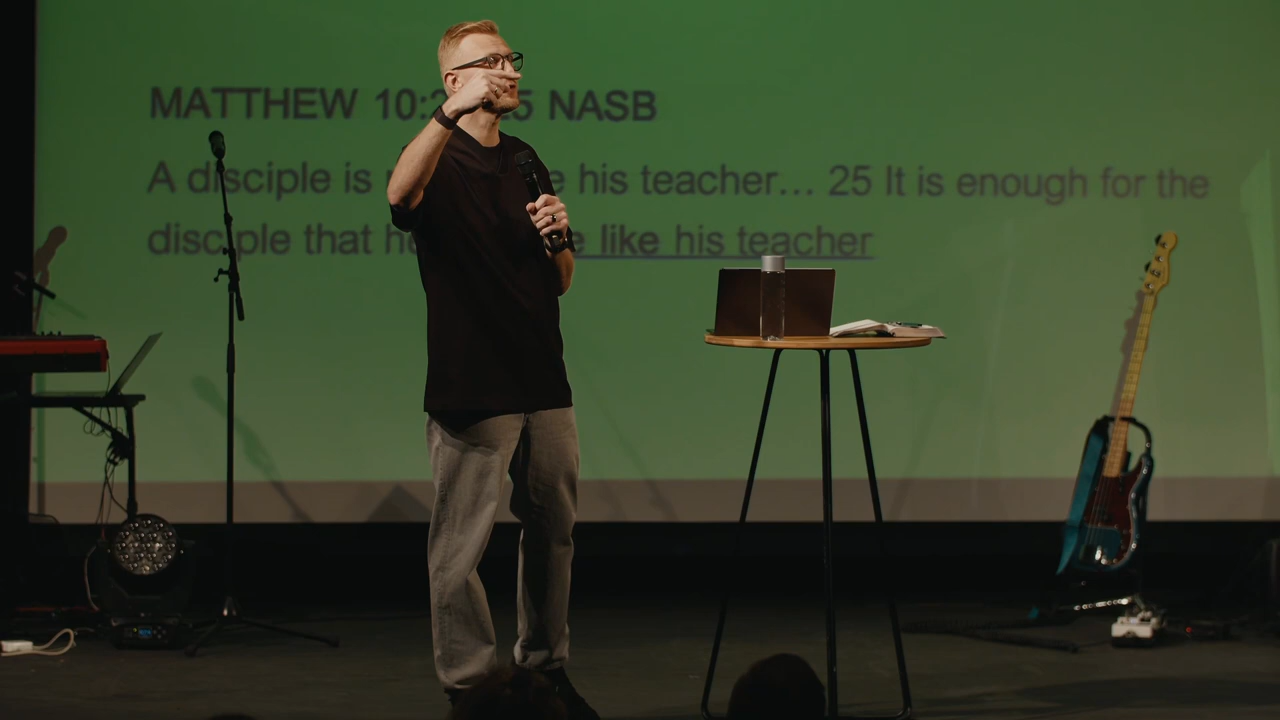 MATTHEW 10:2 5 NASB
A disciple is e his teacher... 25 It is enough for the
disciple that he like his teacher